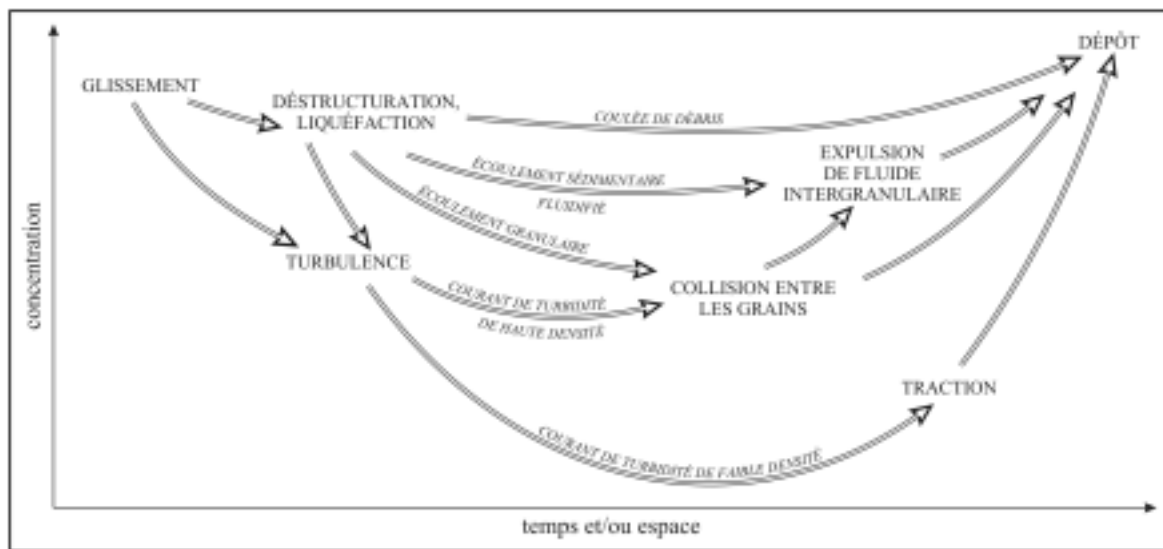 DÉPÔT
GLISSEMENT
DÉSTRUCTURATION,
LIQUÉFACTION
COULÉE DE DÉBRIS
EXPULSION
DE FLUIDE
INTERGRANULAIRE
ÉCOULEMENT SÉDIMENTAIRE
FLUIDIFIÉ
ÉCOULEMENT GRANULAIRE
TURBULENCE
COLLISION ENTRE
LES GRAINS
COURANT DE TURBIDITÉ
DE HAUTE DENSITÉ
TRACTION
COURANT DE TURBIDITÉ DE FAIBLE DENSITÉ
concentration
temps et/ou espace